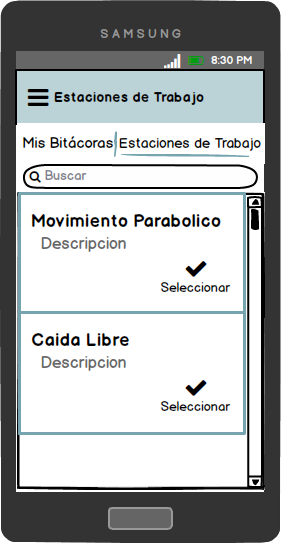 SAMSUNG
8:30 PM
Estaciones de Trabajo
Mis Bitácoras Estaciones de Trabajo
Buscar
Movimiento Parabolico
Descripcion
Seleccionar
Caida Libre
Descripcion
Seleccionar